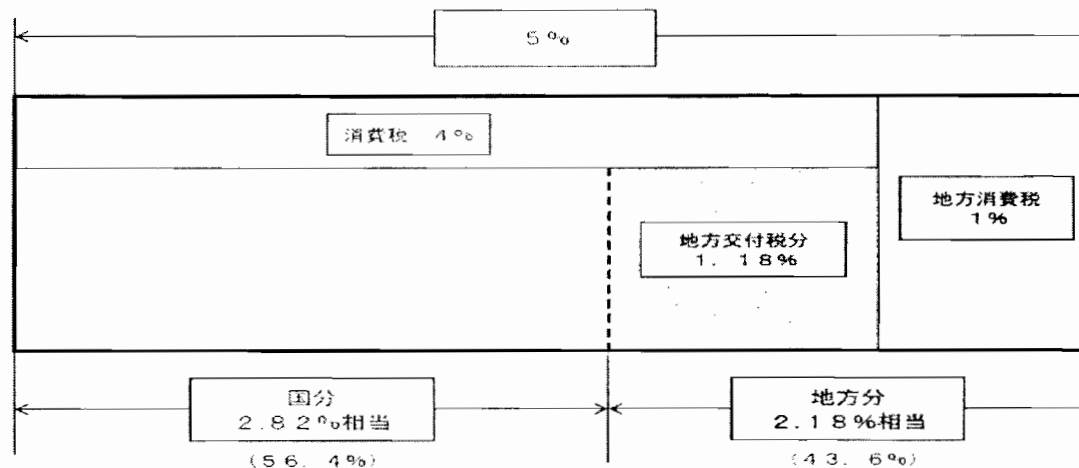 5%
消費税 4%
地方消費税
1%
地方交付税分
1.18%
国分
2.82%相当
(56.4%)
地方分
2.18%相当
(43.6%)